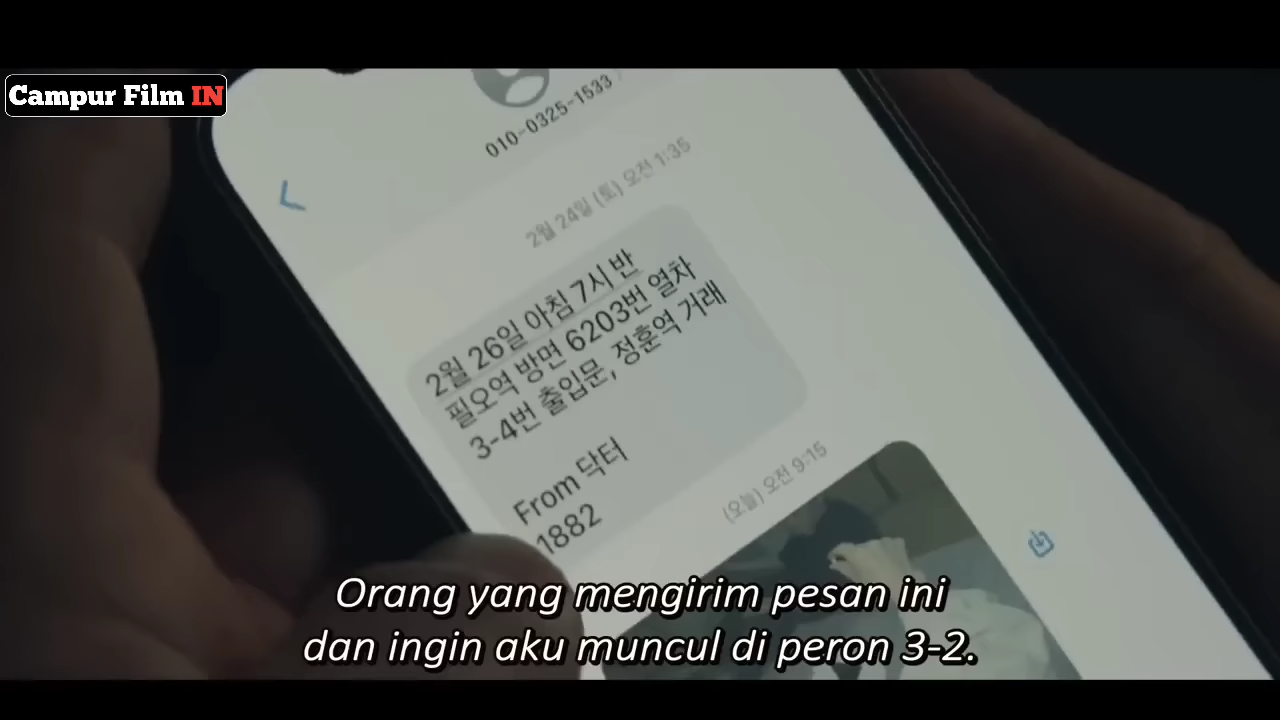 Campur Film IN
010-0325-1533
2월 24일 (토) 오전 1:35
2월 26일 아침 7시 반
필오역 방면 6203번 열차
3-4번 출입문, 정훈역 거래
From 닥터
1882
(오늘) 오전 9:15
Orang yang mengirim pesan ini
dan ingin aku muncul di peron 3-2.